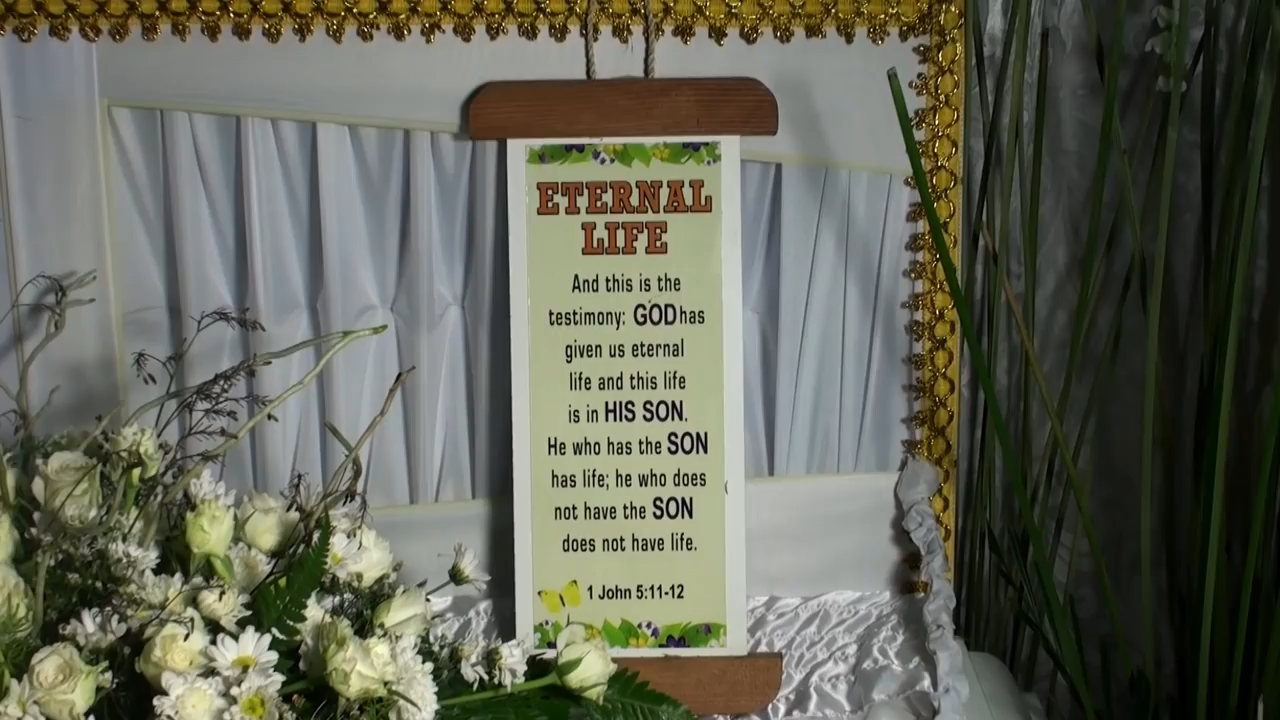 ETERNAL
LIFE
And this is the
testimony: GOD has
given us eternal
life and this life
is in HIS SON.
He who has the SON
has life; he who does
not have the SON
does not have life.
1 John 5:11-12